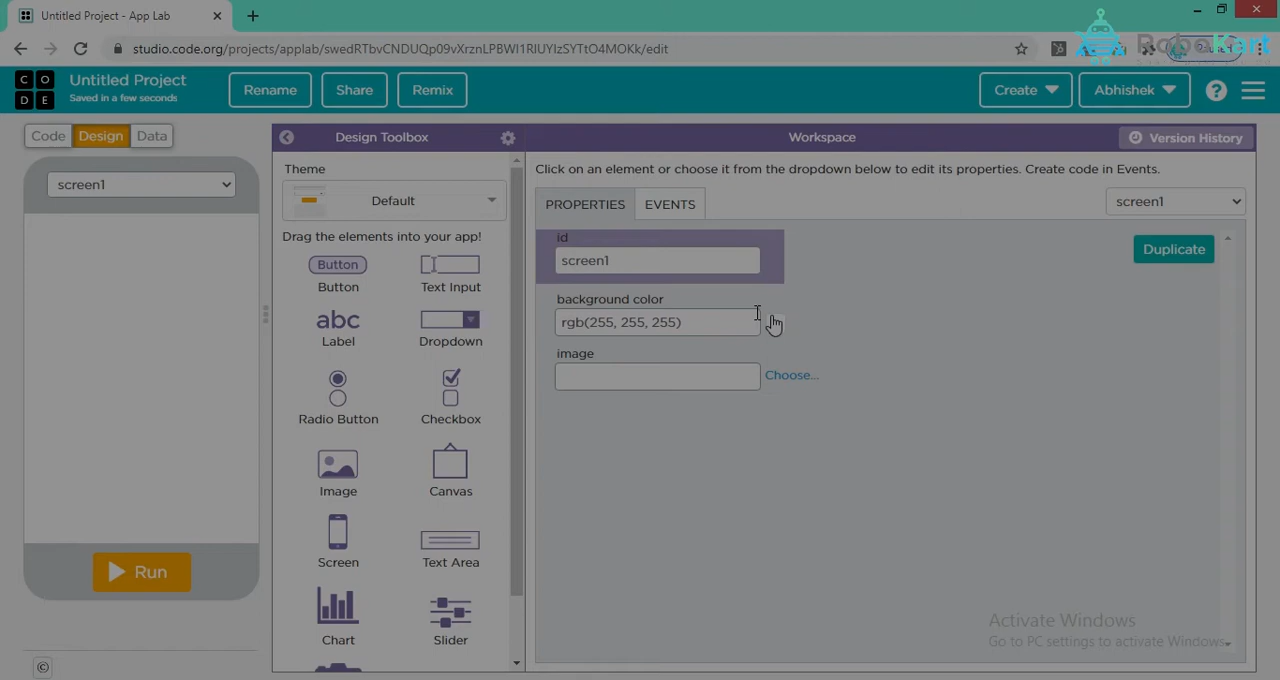 Untitled Project - App Lab
studio.code.org/projects/applab/swedRTbvCNDUQp09vXrznLPBWI1RIUYIzSYTtO4MOKk/edit
RoboKart
C O
D E
Untitled Project
Saved in a few seconds
Rename
Share
Remix
Create
Abhishek
?
Code
Design
Data
Design Toolbox
Workspace
Version History
screen1
Theme
Default
Drag the elements into your app!
Button
Button
Text Input
abc
Label
Dropdown
Radio Button
Checkbox
Image
Canvas
Screen
Text Area
Chart
Slider
Run
©
Click on an element or choose it from the dropdown below to edit its properties. Create code in Events.
PROPERTIES
EVENTS
screen1
id
screen1
Duplicate
background color
rgb(255, 255, 255)
image
Choose...
Activate Windows
Go to PC settings to activate Windows.